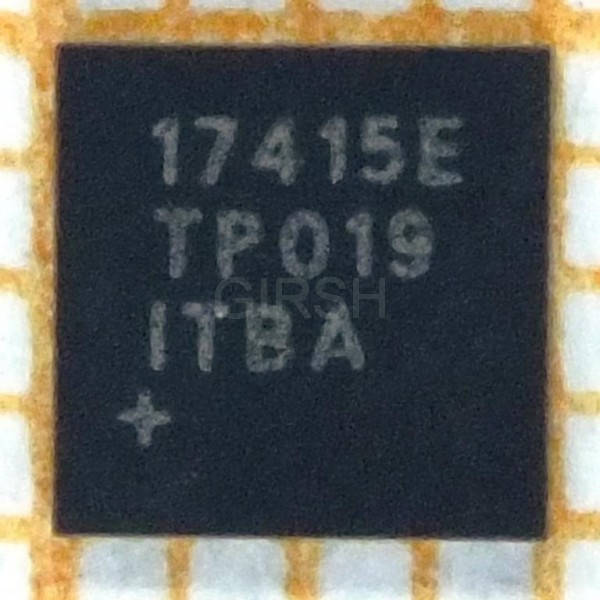 17415E
TP019
GIRSH
ITBA
+